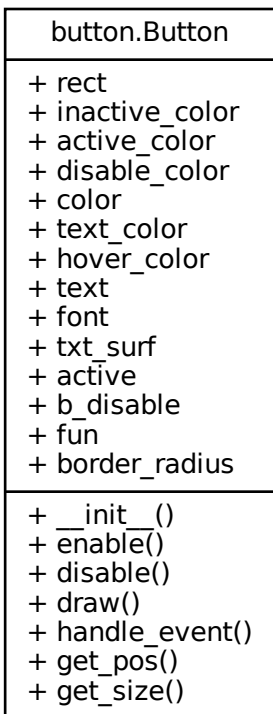 button.Button
+ rect
+ inactive_color
+ active_color
+ disable_color
+ color
+ text_color
+ hover_color
+ text
+ font
+ txt_surf
+ active
+ b_disable
+ fun
+ border_radius
+ __init__()
+ enable()
+ disable()
+ draw()
+ handle_event()
+ get_pos()
+ get_size()